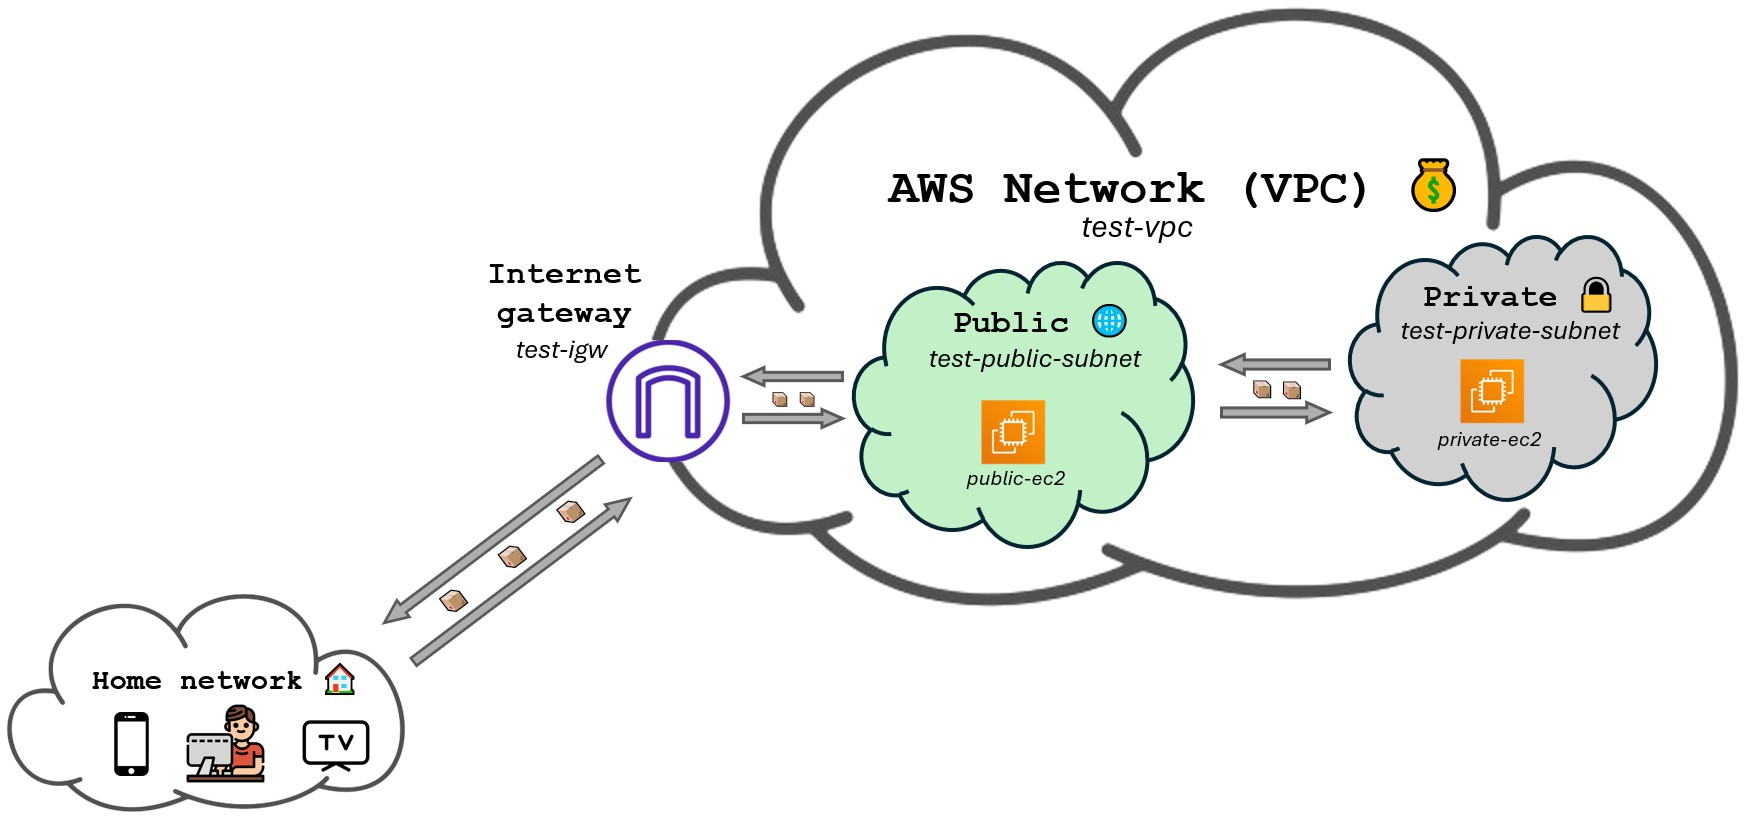 AWS Network (VPC)
test-vpc
Internet
gateway
test-igw
Public
test-public-subnet
public-ec2
Private
test-private-subnet
private-ec2
Home network
TV